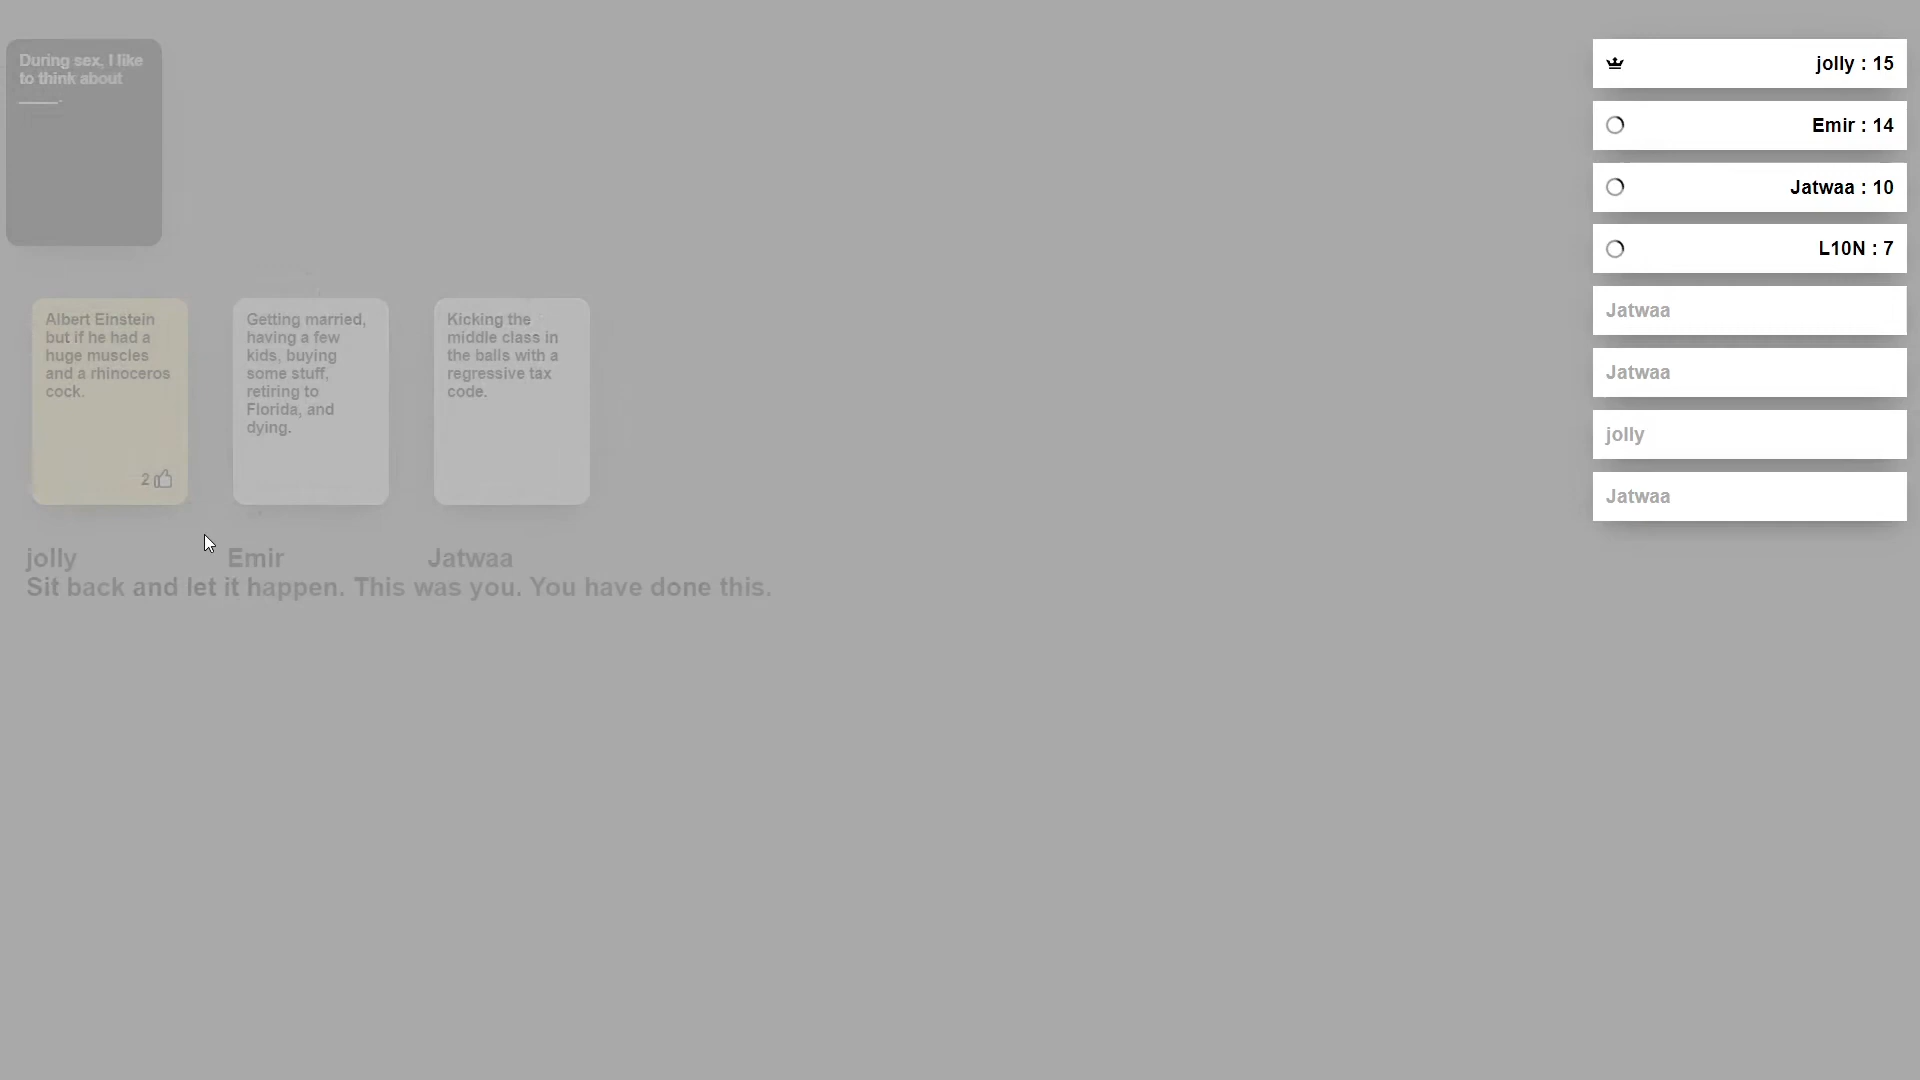 During sex, I like
to think about
_____.
Albert Einstein
but if he had a
huge muscles
and a rhinoceros
cock.
2
Getting married,
having a few
kids, buying
some stuff,
retiring to
Florida, and
dying.
Kicking the
middle class in
the balls with a
regressive tax
code.
jolly
Emir
Jatwaa
Sit back and let it happen. This was you. You have done this.
jolly : 15
Emir : 14
Jatwaa : 10
L10N : 7
Jatwaa
Jatwaa
jolly
Jatwaa